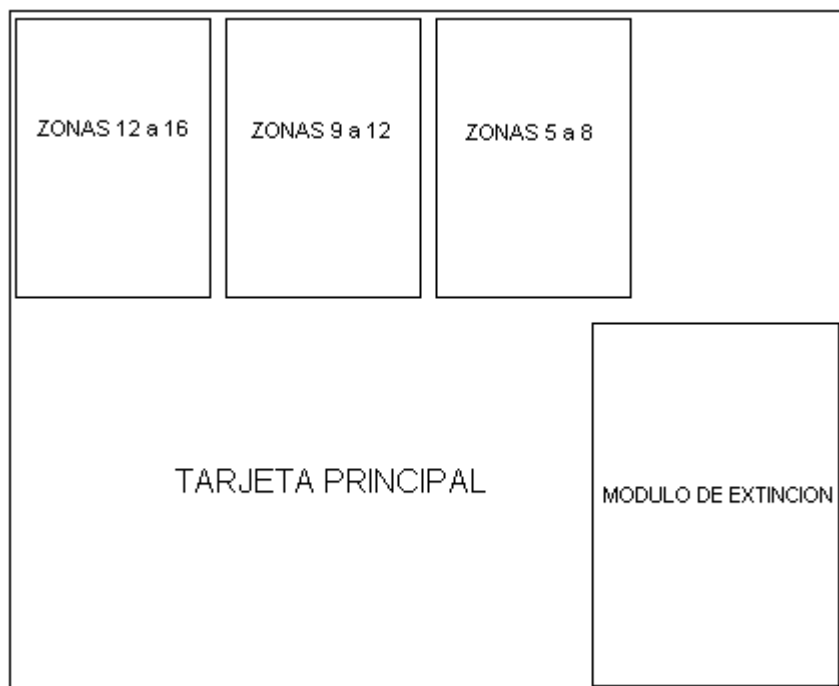 ZONAS 12 a 16
ZONAS 9 a 12
ZONAS 5 a 8
TARJETA PRINCIPAL
MODULO DE EXTINCION